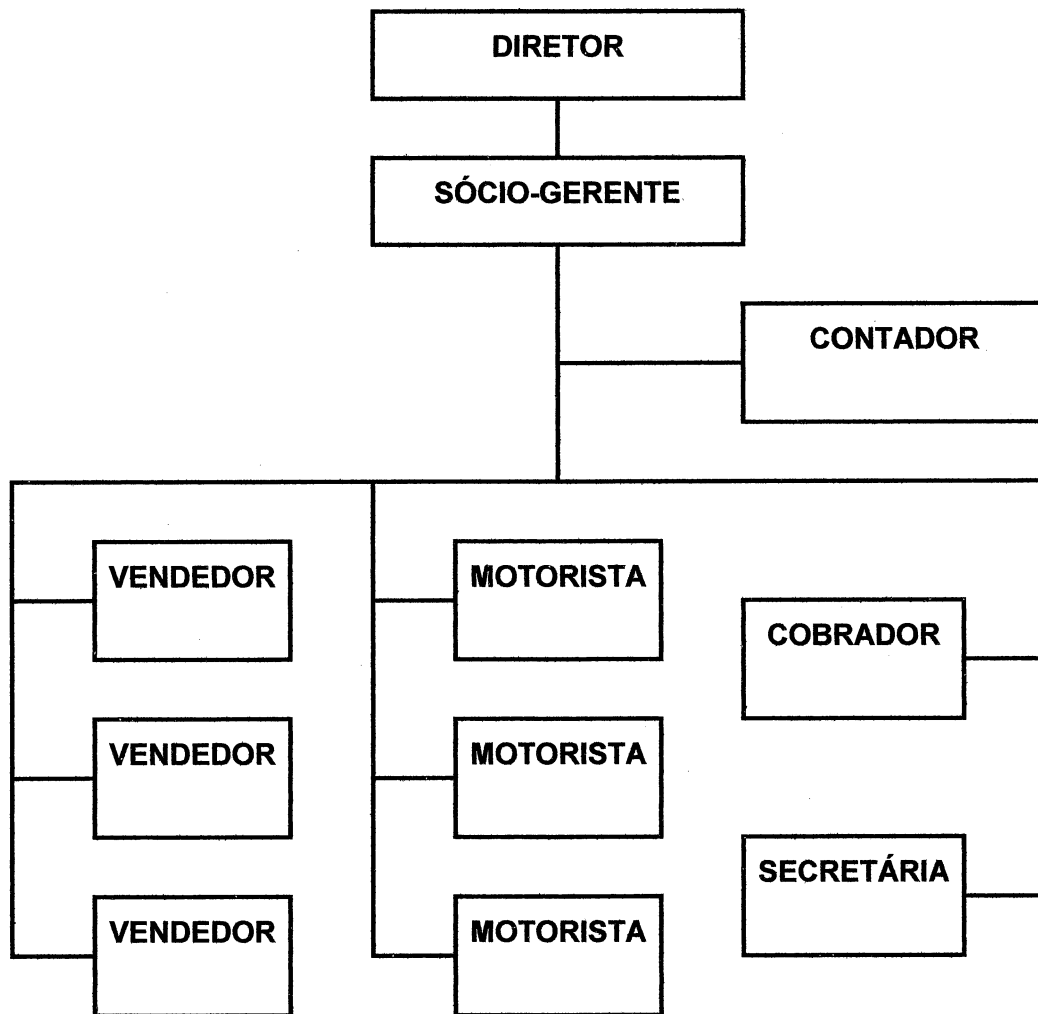 DIRETOR
SÓCIO-GERENTE
CONTADOR
VENDEDOR
MOTORISTA
COBRADOR
VENDEDOR
MOTORISTA
SECRETÁRIA
VENDEDOR
MOTORISTA